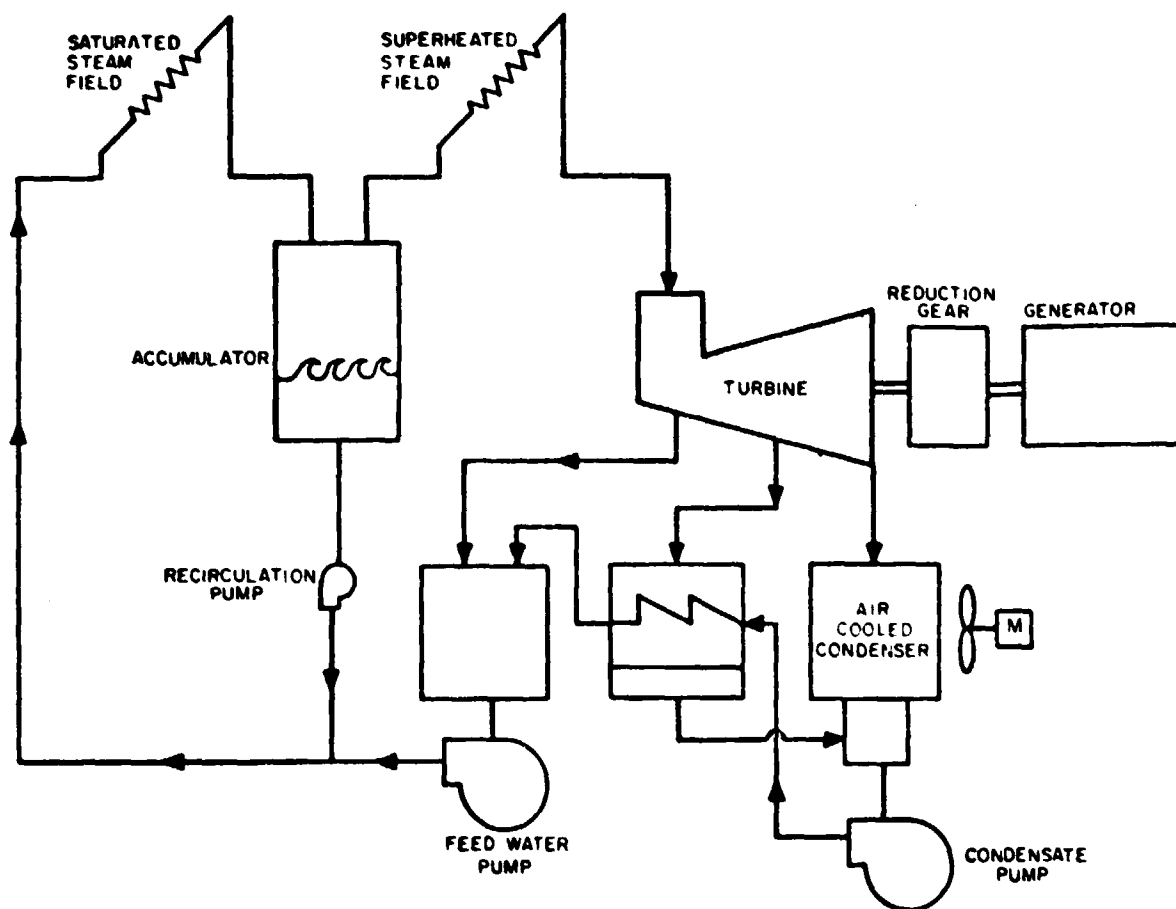 SATURATED
STEAM
FIELD
SUPERHEATED
STEAM
FIELD
REDUCTION
GEAR
GENERATOR
ACCUMULATOR
TURBINE
RECIRCULATION
PUMP
AIR
COOLED
CONDENSER
M
FEED WATER
PUMP
CONDENSATE
PUMP